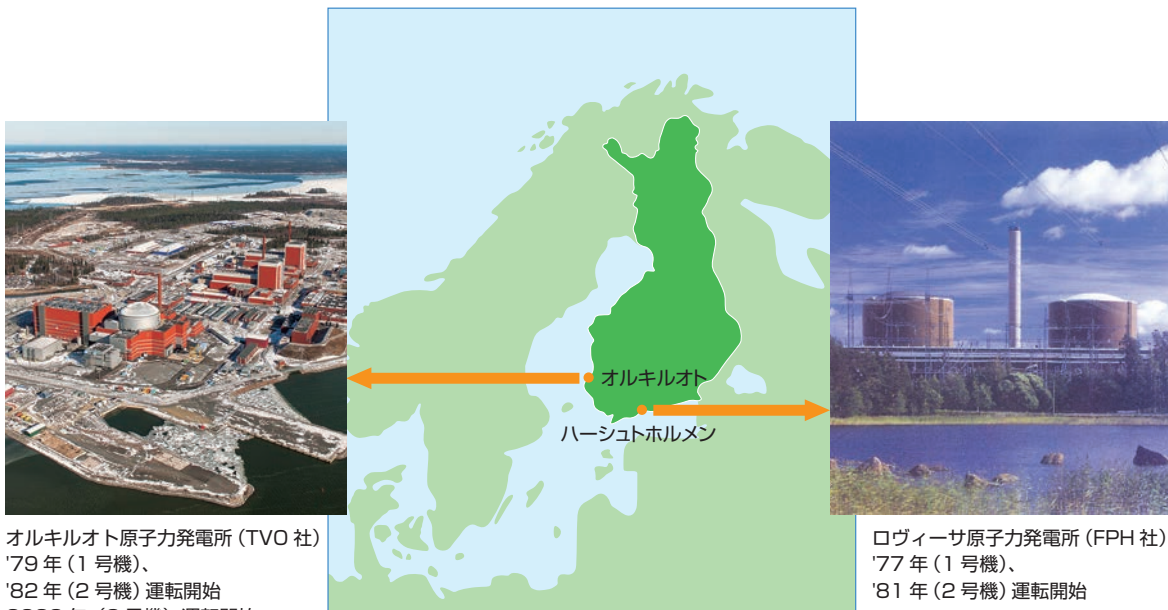 オルキルオト
ハーシュトホルメン
オルキルオト原子力発電所 (TVO 社)
'79 年 (1 号機)、
'82 年 (2 号機) 運転開始
ロヴィーサ原子力発電所 (FPH 社)
'77 年 (1 号機)、
'81 年 (2 号機) 運転開始